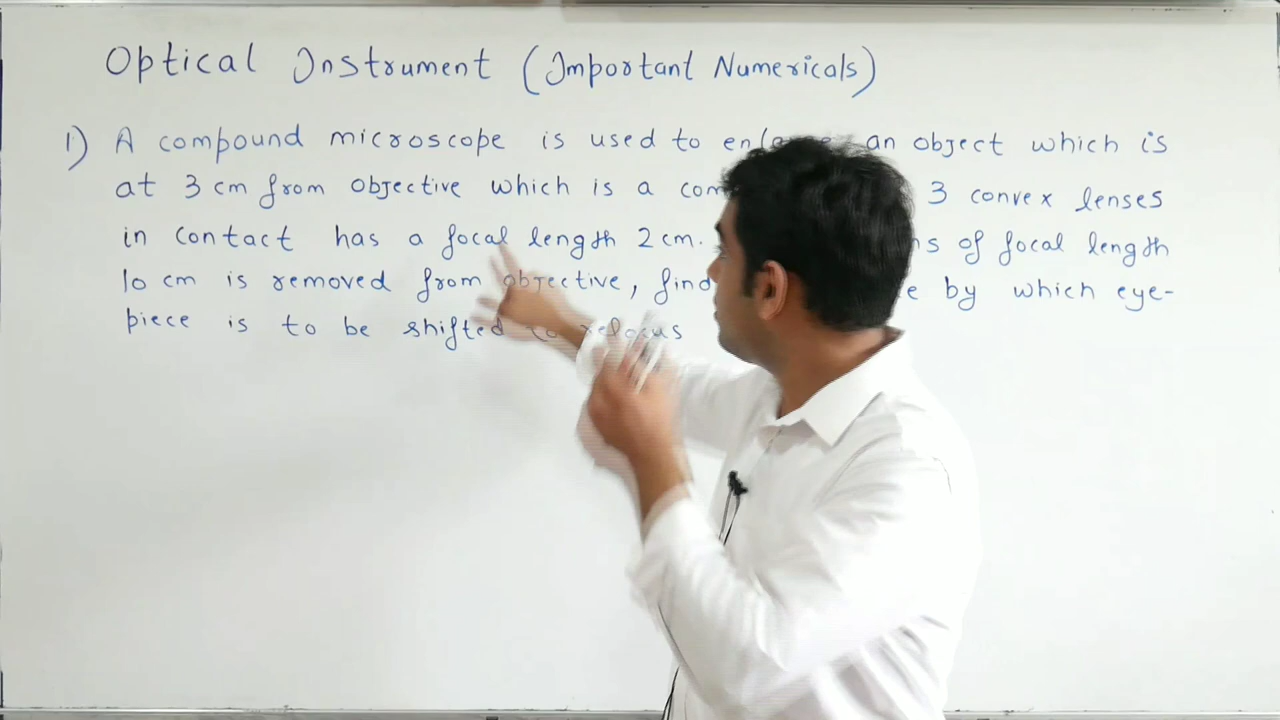 Optical Instrument (Important Numericals)
1) A compound microscope is used to an object which is
at 3 cm from objective which is a 3 convex lenses
in contact has a focal length 2 cm. of focal length
10 cm is removed from objective, find by which eye-
piece is to be shifted to refocus